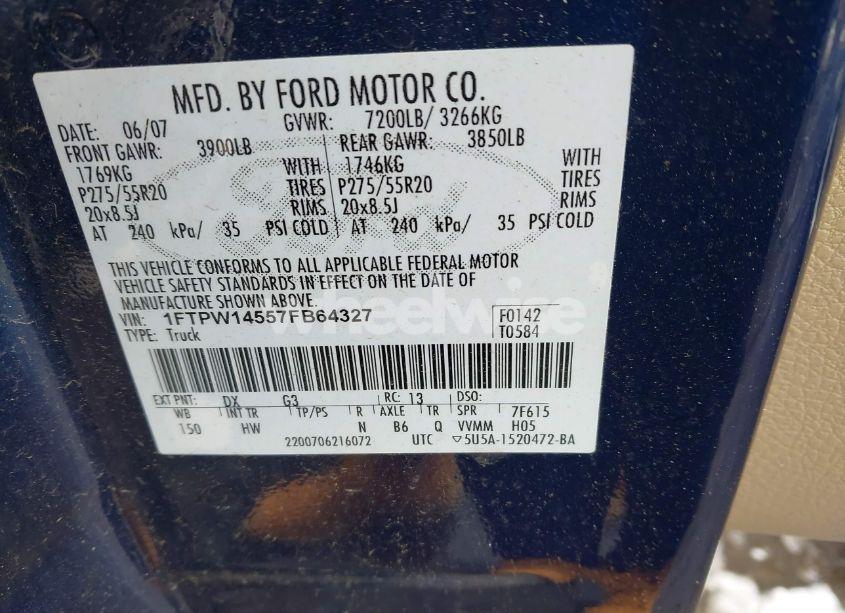 MFD. BY FORD MOTOR CO.
DATE: 06/07 GVWR: 7200LB/ 3266KG
FRONT GAWR: 3900LB REAR GAWR: 3850LB
1769KG WITH 1746KG WITH
P275/55R20 TIRES P275/55R20 TIRES
20x8.5J RIMS 20x8.5J RIMS
AT 240 kPa/ 35 PSI COLD AT 240 kPa/ 35 PSI COLD
Ford
THIS VEHICLE CONFORMS TO ALL APPLICABLE FEDERAL MOTOR
VEHICLE SAFETY STANDARDS IN EFFECT ON THE DATE OF
MANUFACTURE SHOWN ABOVE.
wheelwise
VIN: 1FTPW14557FB64327 F0142
TYPE: Truck T0584
EXT PNT: DX G3 RC: 13 DSO:
WB INT TR TP/PS R AXLE TR SPR 7F615
150 HW N B6 Q VVMM H05
2200706216072 UTC ▽5U5A-1520472-BA